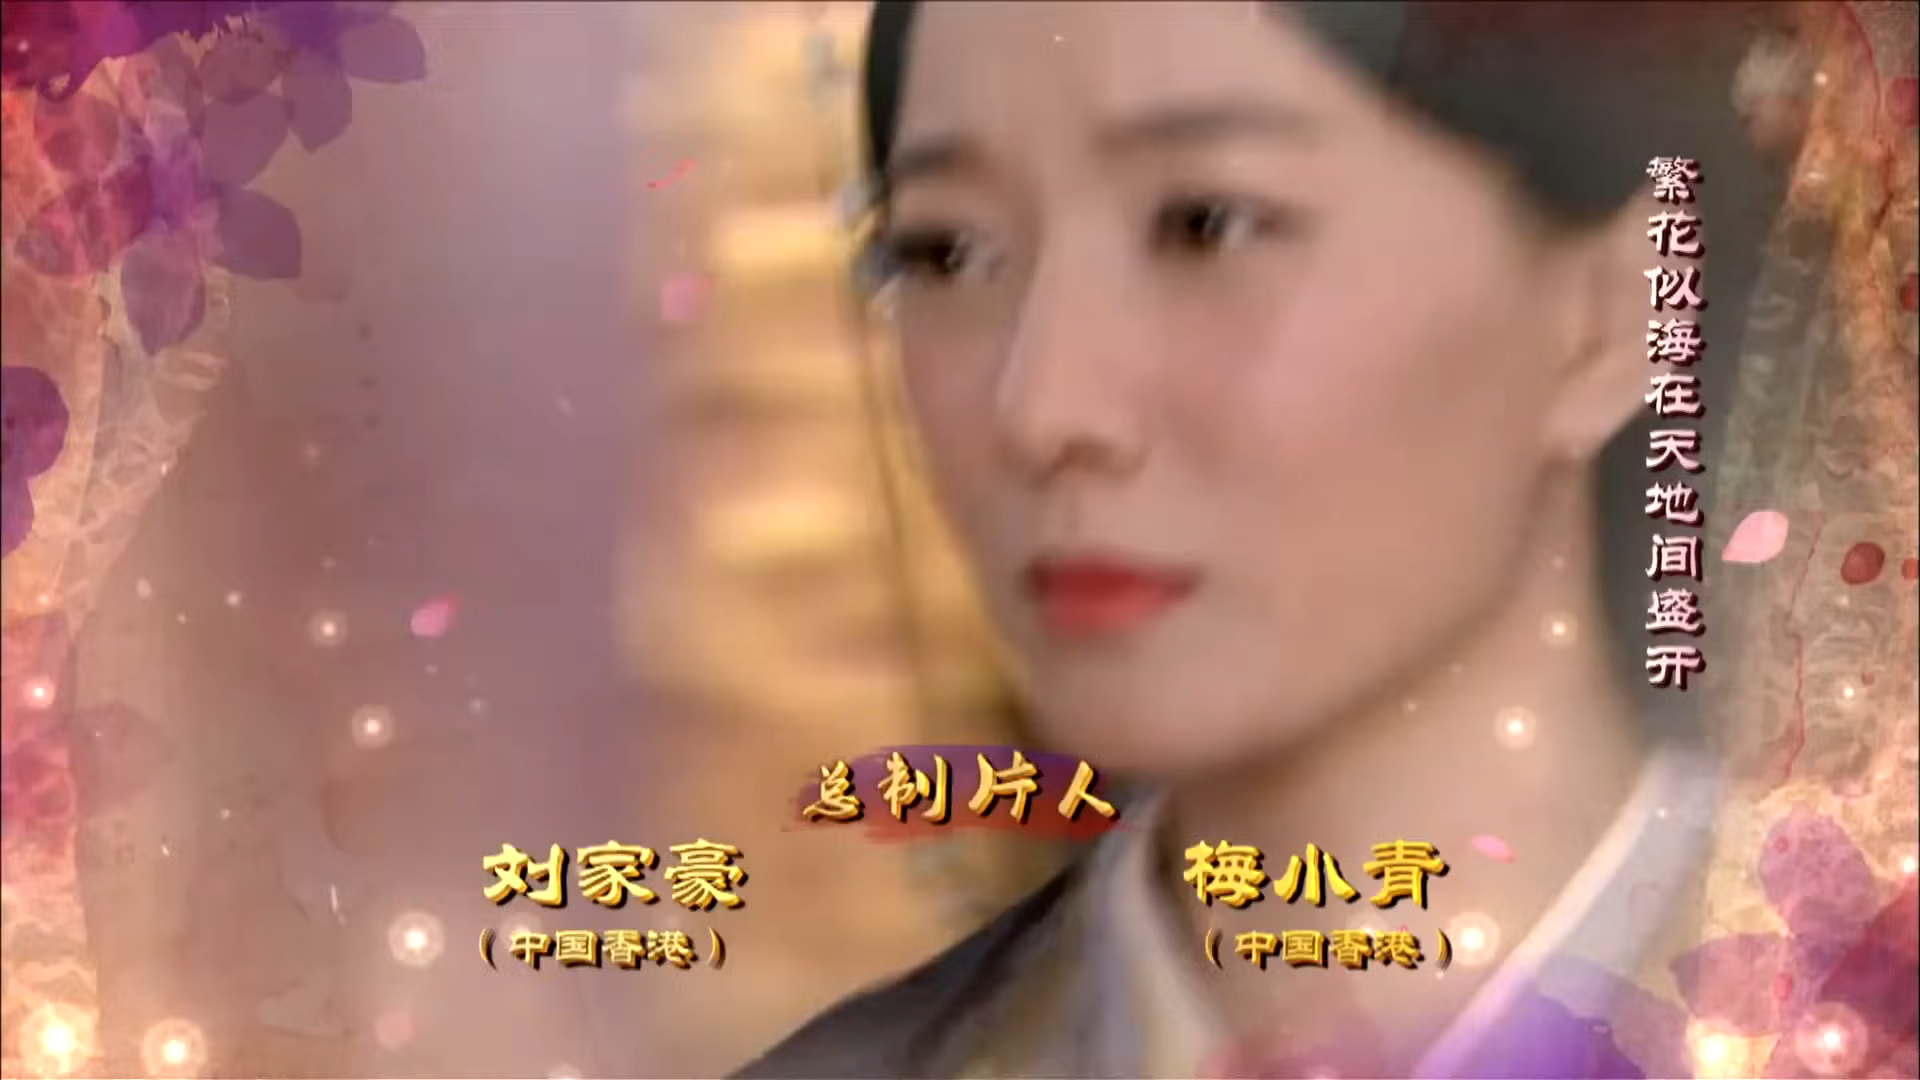 繁花似海在天地间盛开
总制片人
刘家豪 梅小青
（中国香港） （中国香港）